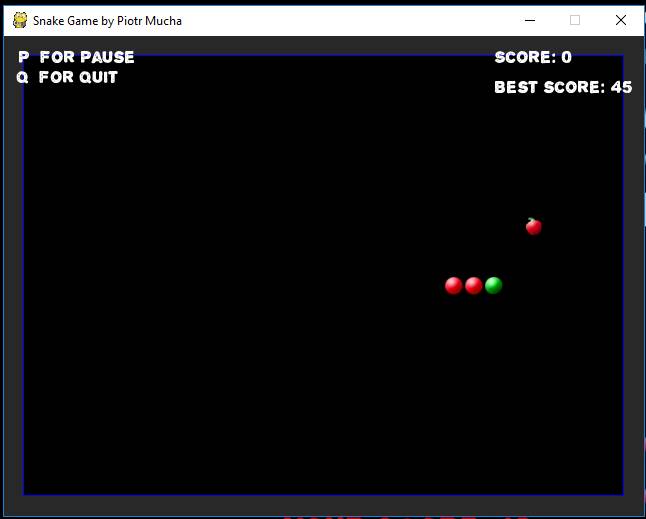 Snake Game by Piotr Mucha
P FOR PAUSE
Q FOR QUIT
SCORE: 0
BEST SCORE: 45